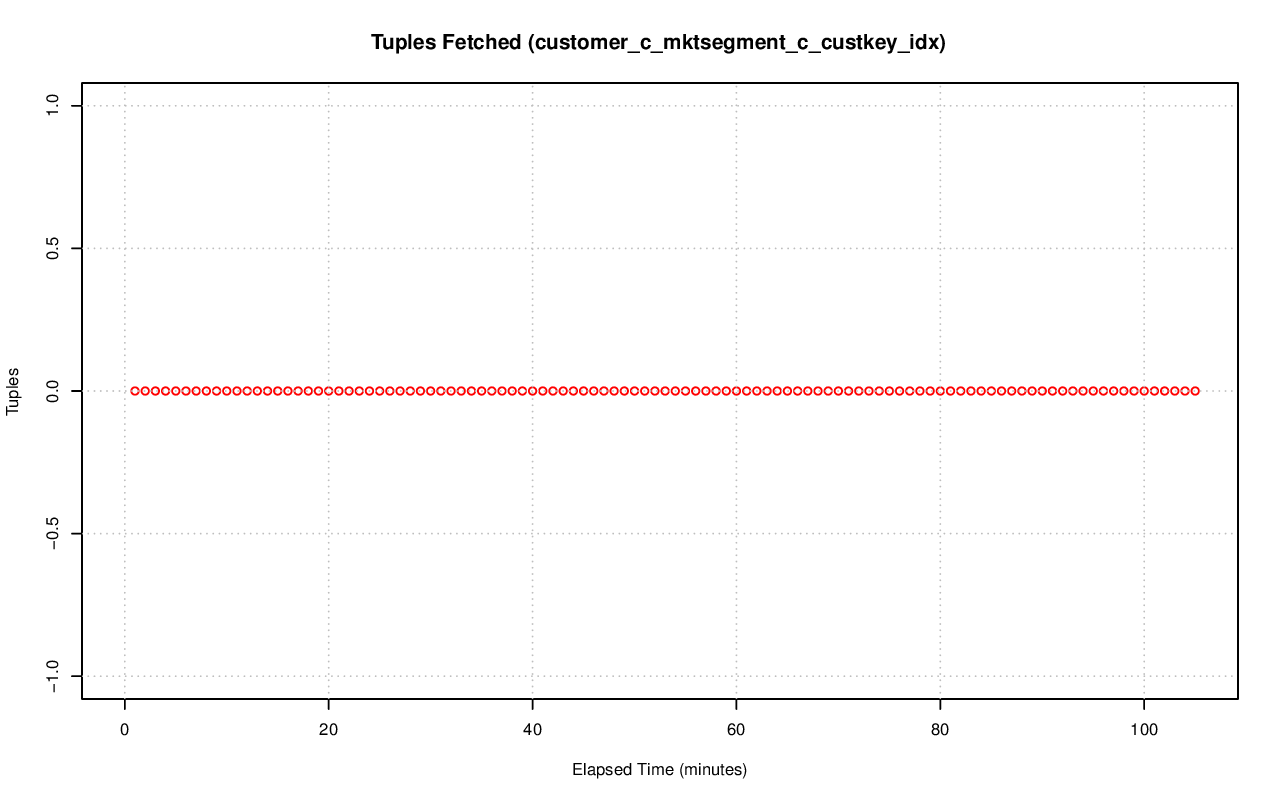 Tuples Fetched (customer_c_mktsegment_c_custkey_idx)
1.0
0.5
0.0
−0.5
−1.0
Tuples
0 20 40 60 80 100
Elapsed Time (minutes)